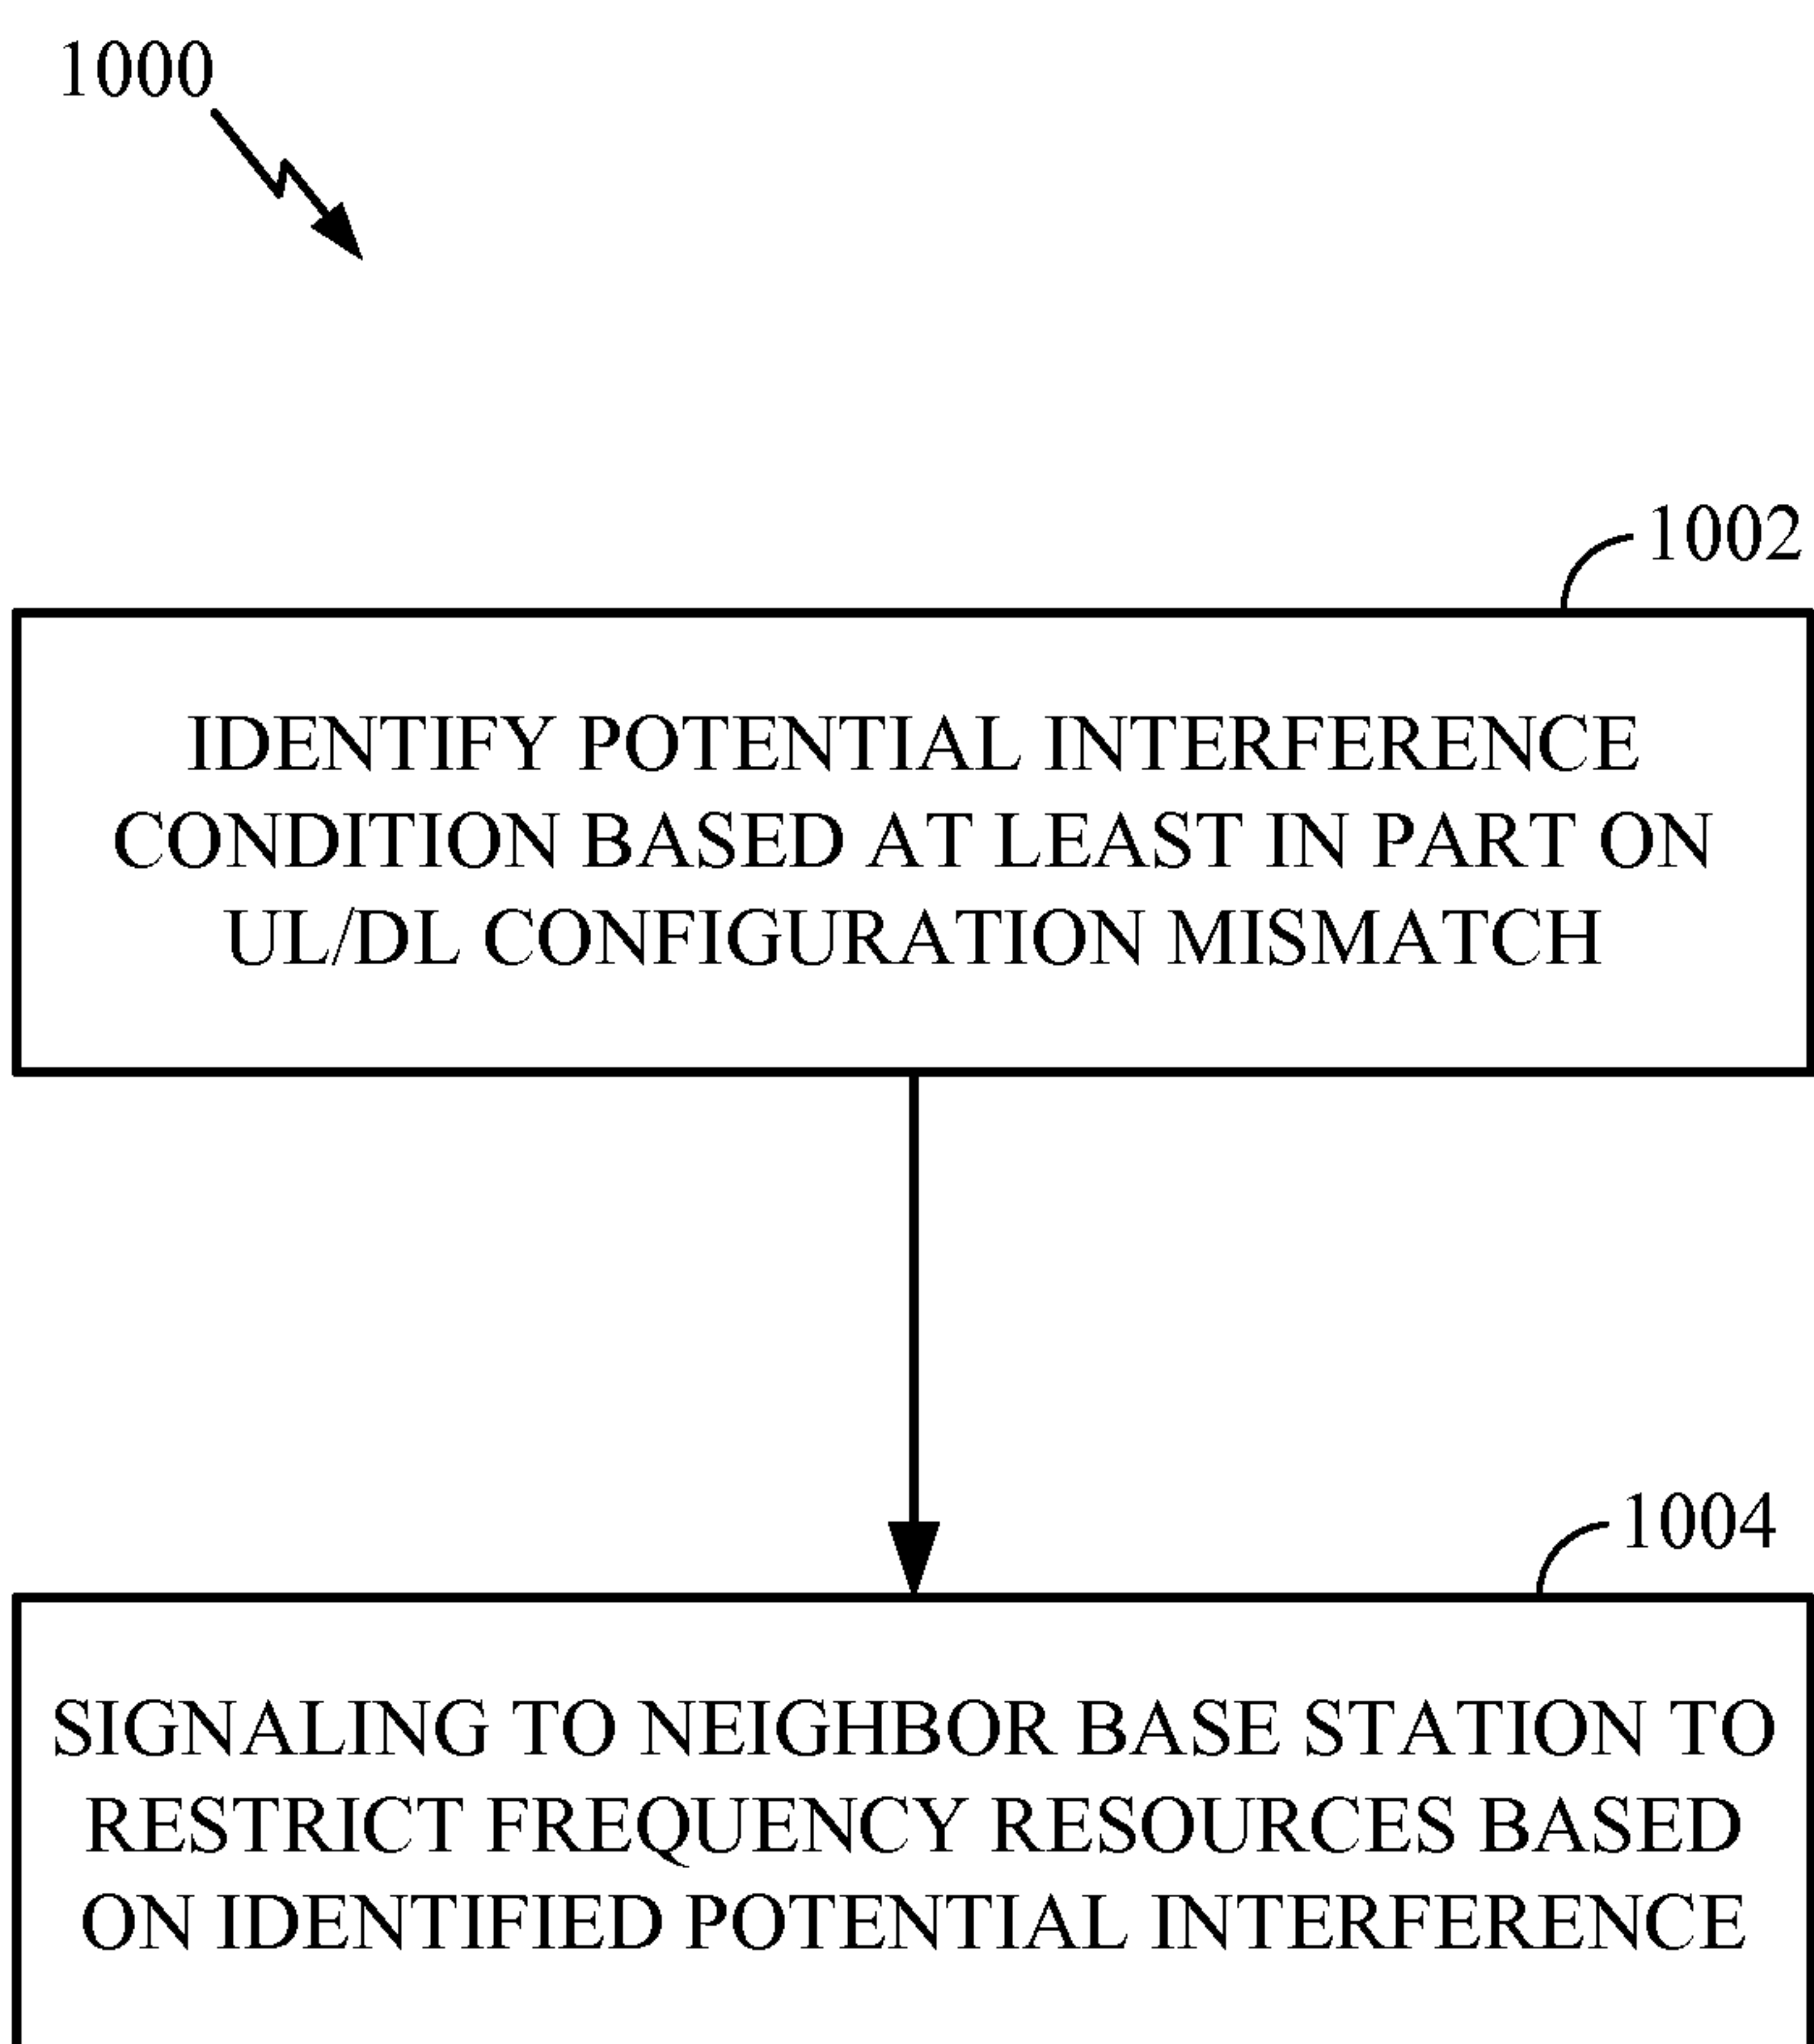 1000
1002
IDENTIFY POTENTIAL INTERFERENCE
CONDITION BASED AT LEAST IN PART ON
UL/DL CONFIGURATION MISMATCH
1004
SIGNALING TO NEIGHBOR BASE STATION TO
RESTRICT FREQUENCY RESOURCES BASED
ON IDENTIFIED POTENTIAL INTERFERENCE